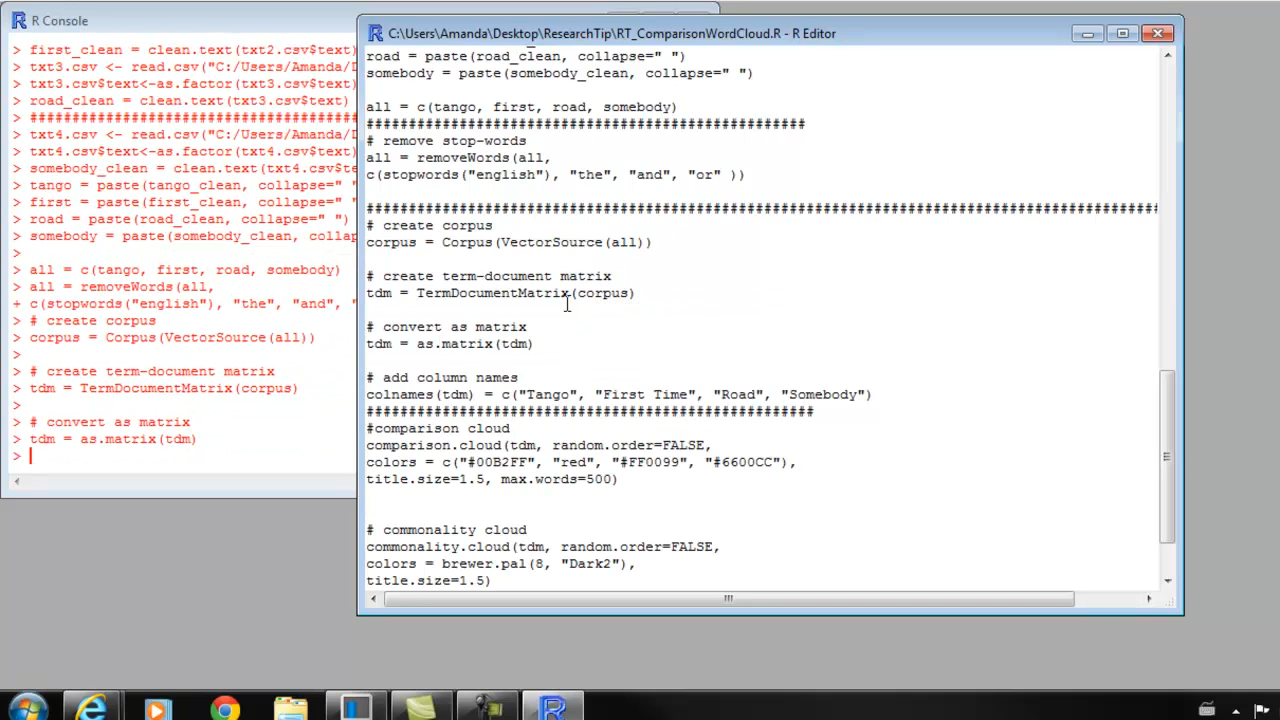 R Console
> first_clean = clean.text(txt2.csv$text)
> txt3.csv <- read.csv("C:/Users/Amanda/D
> txt3.csv$text<-as.factor(txt3.csv$text)
> road_clean = clean.text(txt3.csv$text)
> #######################################
> txt4.csv <- read.csv("C:/Users/Amanda/D
> txt4.csv$text<-as.factor(txt4.csv$text)
> somebody_clean = clean.text(txt4.csv$te
> tango = paste(tango_clean, collapse=" "
> first = paste(first_clean, collapse=" "
> road = paste(road_clean, collapse=" ")
> somebody = paste(somebody_clean, collap
>
> all = c(tango, first, road, somebody)
> all = removeWords(all,
+ c(stopwords("english"), "the", "and", "
> # create corpus
> corpus = Corpus(VectorSource(all))
>
> # create term-document matrix
> tdm = TermDocumentMatrix(corpus)
>
> # convert as matrix
> tdm = as.matrix(tdm)
>
C:\Users\Amanda\Desktop\ResearchTip\RT_ComparisonWordCloud.R - R Editor
road = paste(road_clean, collapse=" ")
somebody = paste(somebody_clean, collapse=" ")
all = c(tango, first, road, somebody)
####################################################
# remove stop-words
all = removeWords(all,
c(stopwords("english"), "the", "and", "or" ))
##############################################################################################
# create corpus
corpus = Corpus(VectorSource(all))
# create term-document matrix
tdm = TermDocumentMatrix(corpus)
# convert as matrix
tdm = as.matrix(tdm)
# add column names
colnames(tdm) = c("Tango", "First Time", "Road", "Somebody")
#####################################################
#comparison cloud
comparison.cloud(tdm, random.order=FALSE,
colors = c("#00B2FF", "red", "#FF0099", "#6600CC"),
title.size=1.5, max.words=500)
# commonality cloud
commonality.cloud(tdm, random.order=FALSE,
colors = brewer.pal(8, "Dark2"),
title.size=1.5)